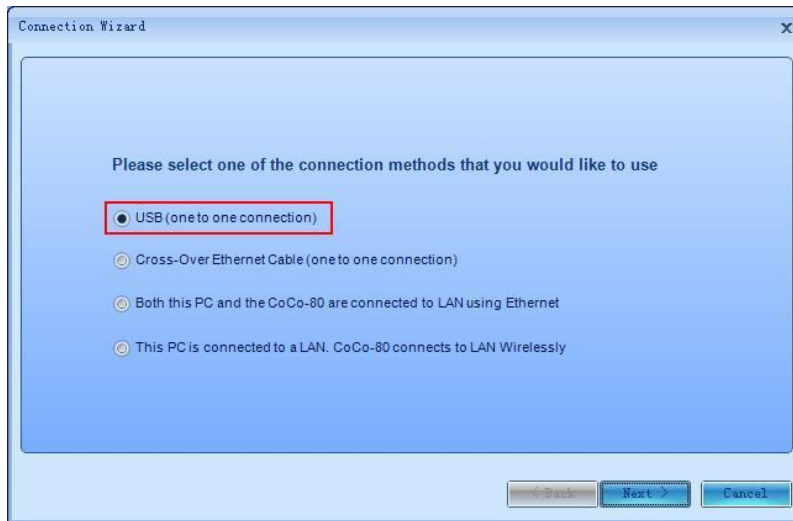 Connection Wizard
x
Please select one of the connection methods that you would like to use
USB (one to one connection)
Cross-Over Ethernet Cable (one to one connection)
Both this PC and the CoCo-80 are connected to LAN using Ethernet
This PC is connected to a LAN. CoCo-80 connects to LAN Wirelessly
< Back Next > Cancel